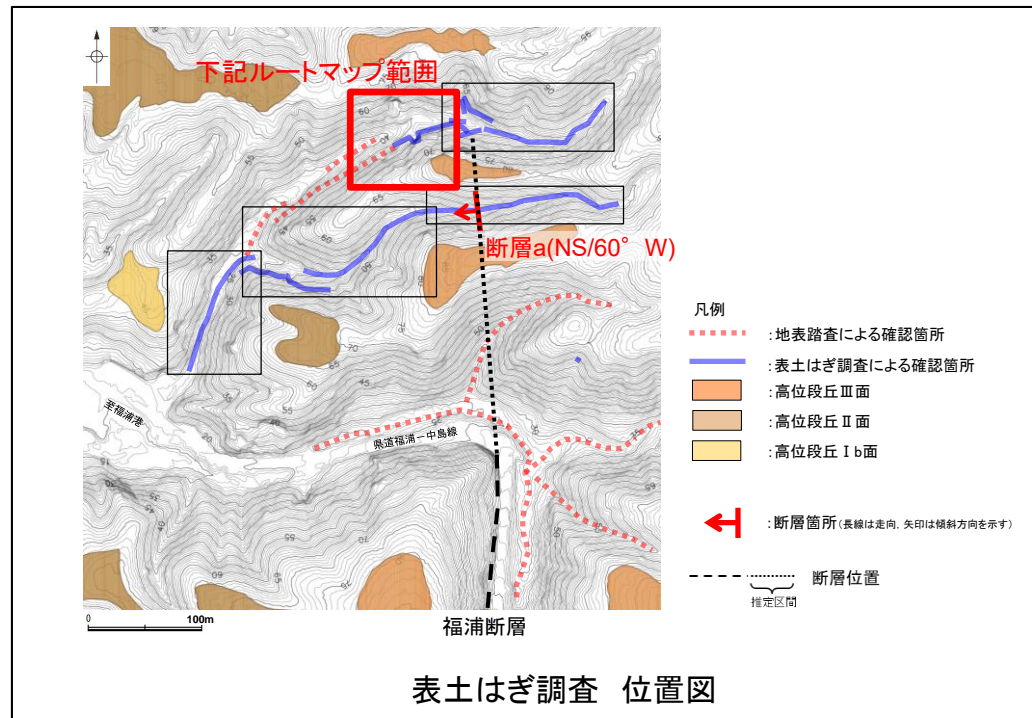 下記ルートマップ範囲
断層a(NS/60°W)
至福浦港
県道福浦ー中島線
0 100m
福浦断層
凡例
:地表踏査による確認箇所
:表土はぎ調査による確認箇所
:高位段丘Ⅲ面
:高位段丘Ⅱ面
:高位段丘Ⅰb面
:断層箇所(長線は走向,矢印は傾斜方向を示す)
断層位置
推定区間
表土はぎ調査 位置図